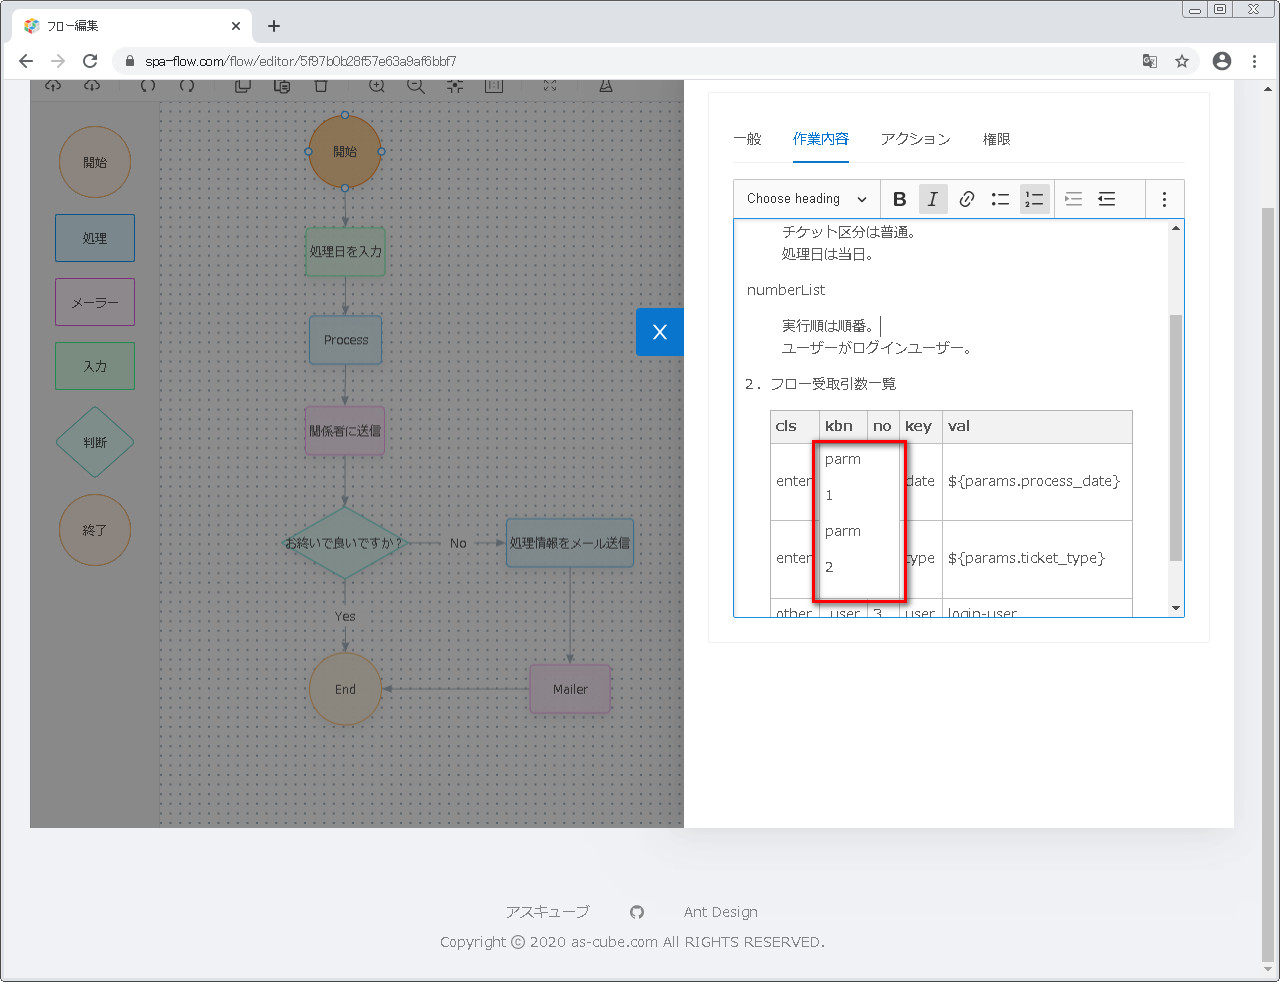 フロー編集
spa-flow.com/flow/editor/5f97b0b28f57e63a9af6bbf7
開始
処理
メーラー
入力
判断
終了
開始
処理日を入力
Process
関係者に送信
お終いで良いですか？
No
処理情報をメール送信
Yes
End
Mailer
X
一般
作業内容
アクション
権限
Choose heading
B
I
チケット区分は普通。
処理日は当日。
numberList
実行順は順番。
ユーザーがログインユーザー。
2. フロー受取引数一覧
cls kbn no key val
enter parm 1 date ${params.process_date}
enter parm 2 type ${params.ticket_type}
other user 3 user login-user
アスキューブ
Ant Design
Copyright © 2020 as-cube.com All RIGHTS RESERVED.